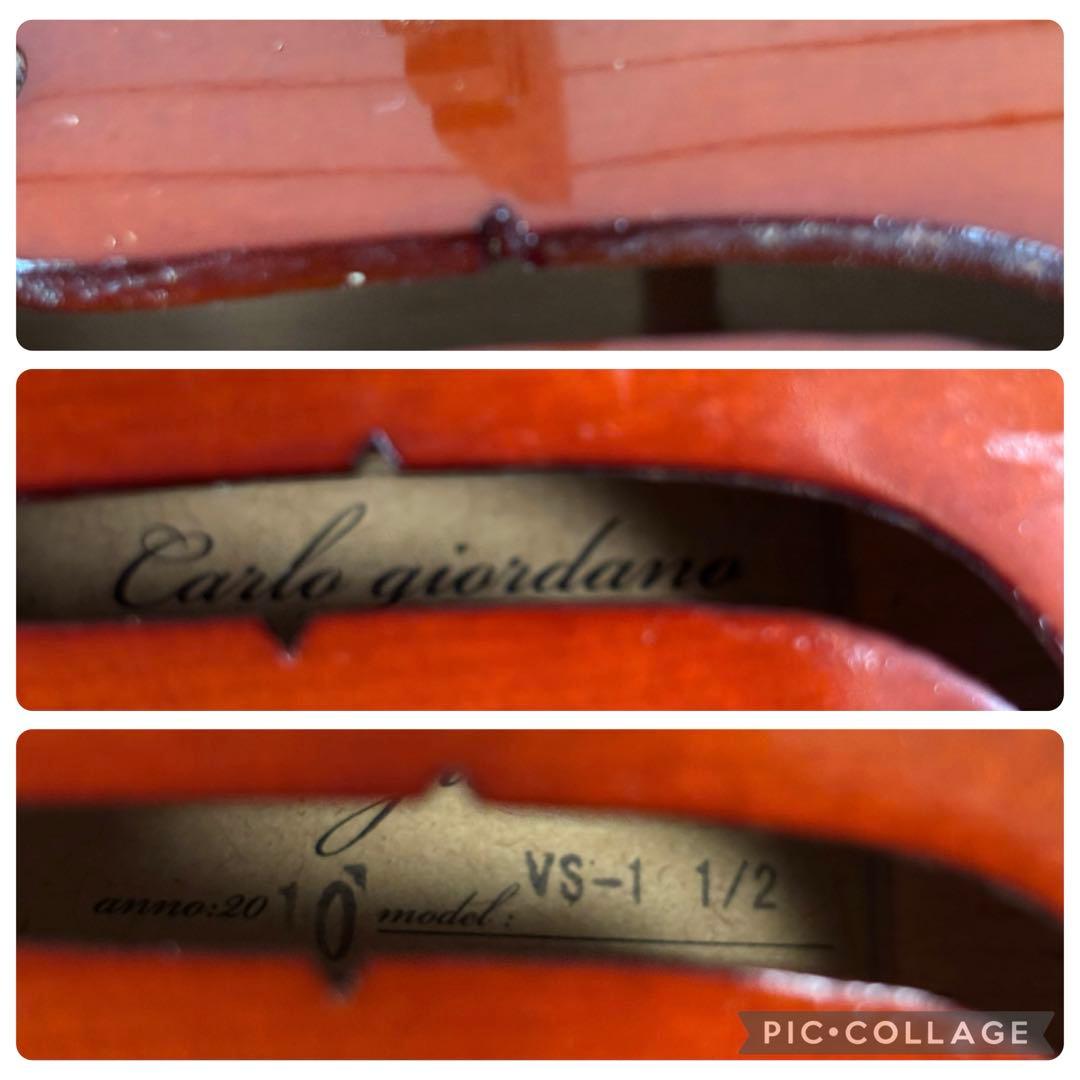 Carlo giordano
anno:2010 model: VS-1 1/2
PIC•COLLAGE